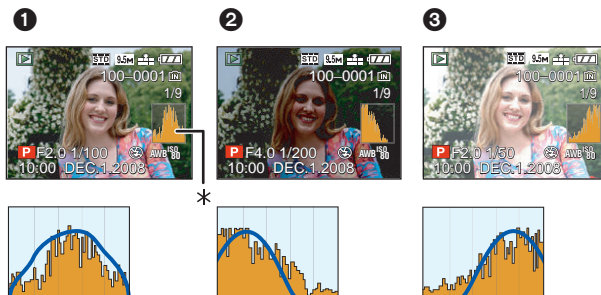 1 2 3
STD 9.5M
100–0001 IN
1/9
P F2.0 1/100 AWB ISO 80
10:00 DEC.1.2008
STD 9.5M
100–0001 IN
1/9
P F4.0 1/200 AWB ISO 80
10:00 DEC.1.2008
STD 9.5M
100–0001 IN
1/9
P F2.0 1/50 AWB ISO 80
10:00 DEC.1.2008
*